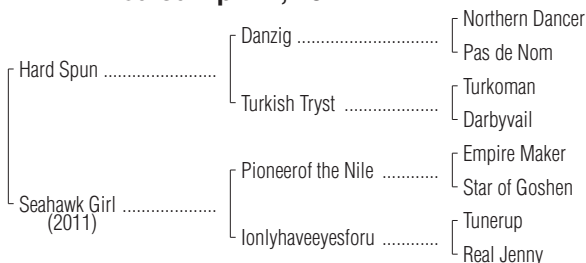 Northern Dancer
Danzig ..............................
Pas de Nom
Hard Spun ........................
Turkoman
Turkish Tryst ....................
Darbyvail
Empire Maker
Pioneerof the Nile ............
Star of Goshen
Seahawk Girl ....................
(2011)
Tunerup
Ionlyhaveeyesforu ............
Real Jenny